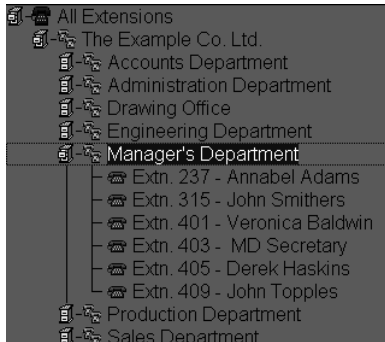 All Extensions
The Example Co. Ltd.
Accounts Department
Administration Department
Drawing Office
Engineering Department
Manager's Department
Extn. 237 - Annabel Adams
Extn. 315 - John Smithers
Extn. 401 - Veronica Baldwin
Extn. 403 - MD Secretary
Extn. 405 - Derek Haskins
Extn. 409 - John Topples
Production Department
Sales Department